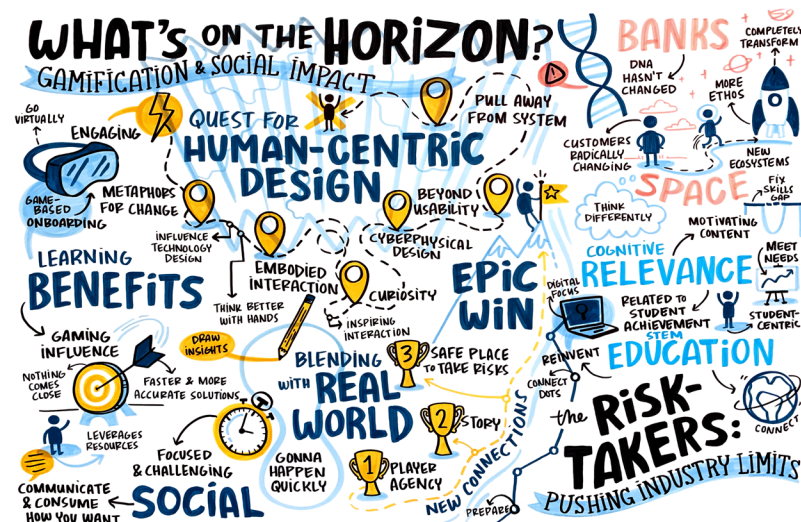 WHAT'S ON THE HORIZON?
GAMIFICATION & SOCIAL IMPACT
GO
VIRTUALLY
ENGAGING
GAME-
BASED
ONBOARDING
METAPHORS
FOR CHANGE
QUEST FOR
HUMAN-CENTRIC
DESIGN
PULL AWAY
FROM SYSTEM
BEYOND
USABILITY
CYBERPHYSICAL
DESIGN
INFLUENCE
TECHNOLOGY
DESIGN
EMBODIED
INTERACTION
THINK BETTER
WITH HANDS
CURIOSITY
INSPIRING
INTERACTION
LEARNING
BENEFITS
GAMING
INFLUENCE
NOTHING
COMES
CLOSE
FASTER & MORE
ACCURATE SOLUTIONS
LEVERAGES
RESOURCES
FOCUSED
& CHALLENGING
COMMUNICATE
& CONSUME
HOW YOU WANT
SOCIAL
DRAW
INSIGHTS
BLENDING
WITH REAL
WORLD
GONNA
HAPPEN
QUICKLY
EPIC
WIN
3
SAFE PLACE
TO TAKE RISKS
2
STORY
1
PLAYER
AGENCY
NEW CONNECTIONS
BANKS
DNA
HASN'T
CHANGED
COMPLETELY
TRANSFORM
MORE
ETHOS
CUSTOMERS
RADICALLY
CHANGING
NEW
ECOSYSTEMS
SPACE
THINK
DIFFERENTLY
FIX
SKILLS
GAP
MOTIVATING
CONTENT
COGNITIVE
RELEVANCE
MEET
NEEDS
DIGITAL
FOCUS
RELATED TO
STUDENT
ACHIEVEMENT
STUDENT-
CENTRIC
STEM
EDUCATION
REINVENT
CONNECT
DOTS
CONNECT
PREPARE
the RISK-
TAKERS:
PUSHING INDUSTRY LIMITS